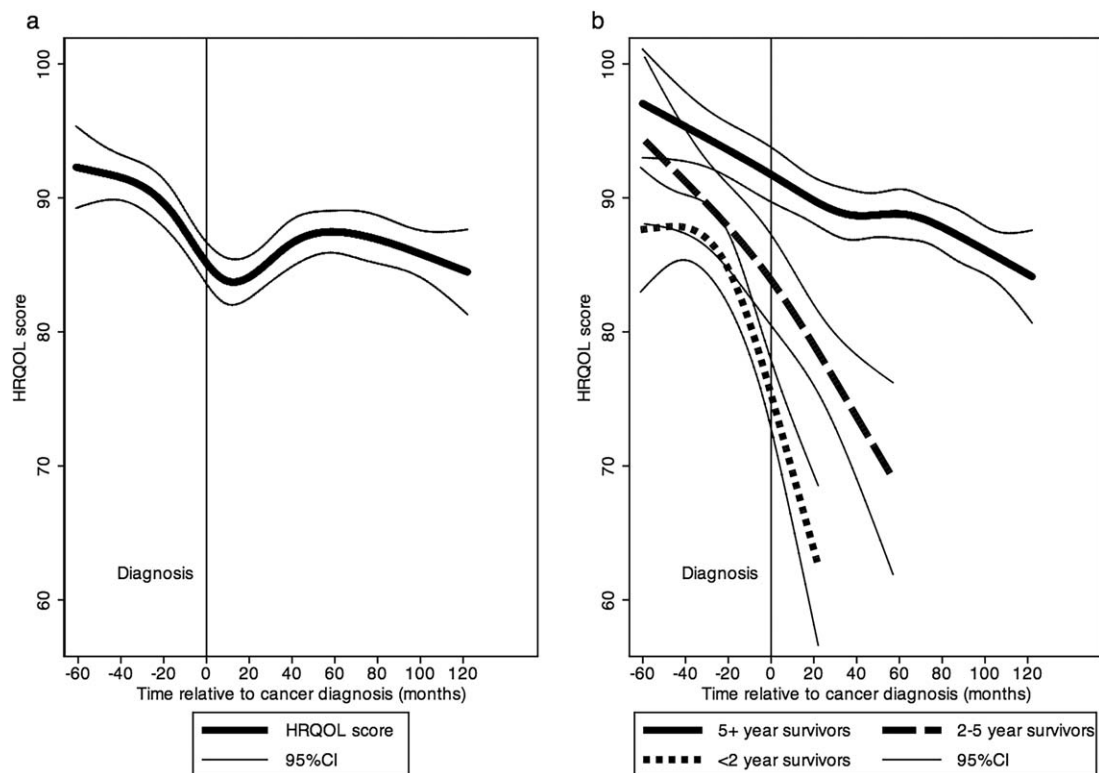 a
100
90
80
70
60
HRQOL score
Diagnosis
-60 -40 -20 0 20 40 60 80 100 120
Time relative to cancer diagnosis (months)
HRQOL score
95%CI
b
100
90
80
70
60
HRQOL score
Diagnosis
-60 -40 -20 0 20 40 60 80 100 120
Time relative to cancer diagnosis (months)
5+ year survivors 2-5 year survivors
<2 year survivors 95%CI